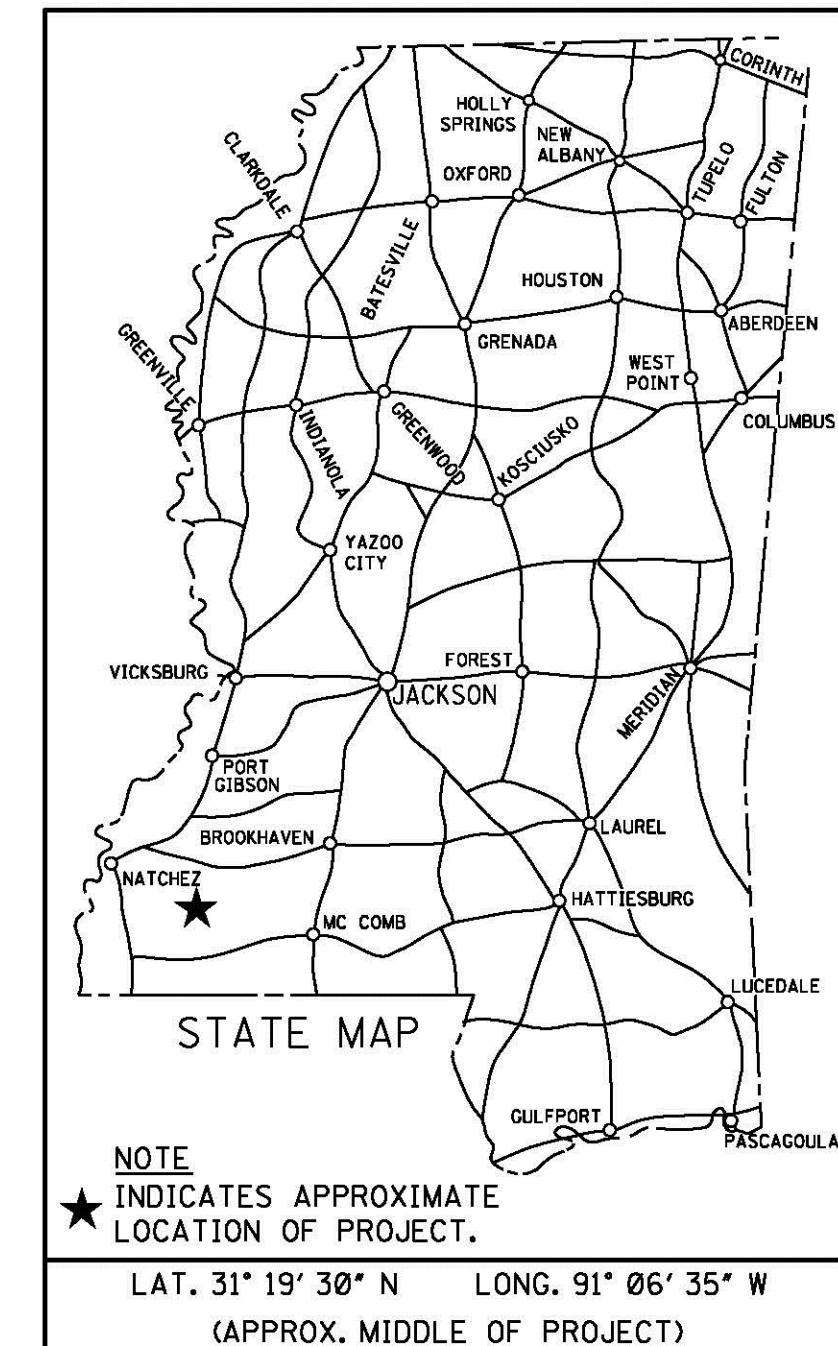 CORINTH
HOLLY
SPRINGS
NEW
ALBANY
CLARKDALE
OXFORD
TUPELO
FULTON
BATESVILLE
HOUSTON
GREENVILLE
GRENADA
ABERDEEN
WEST
POINT
INDIANOLA
GREENWOOD
KOSCIUSKO
COLUMBUS
YAZOO
CITY
VICKSBURG
JACKSON
FOREST
MERIDIAN
PORT
GIBSON
BROOKHAVEN
LAUREL
NATCHEZ
MC COMB
HATTIESBURG
LUCEDALE
STATE MAP
GULFPORT
PASCAGOULA
NOTE
INDICATES APPROXIMATE
LOCATION OF PROJECT.
LAT. 31° 19' 30" N LONG. 91° 06' 35" W
(APPROX. MIDDLE OF PROJECT)